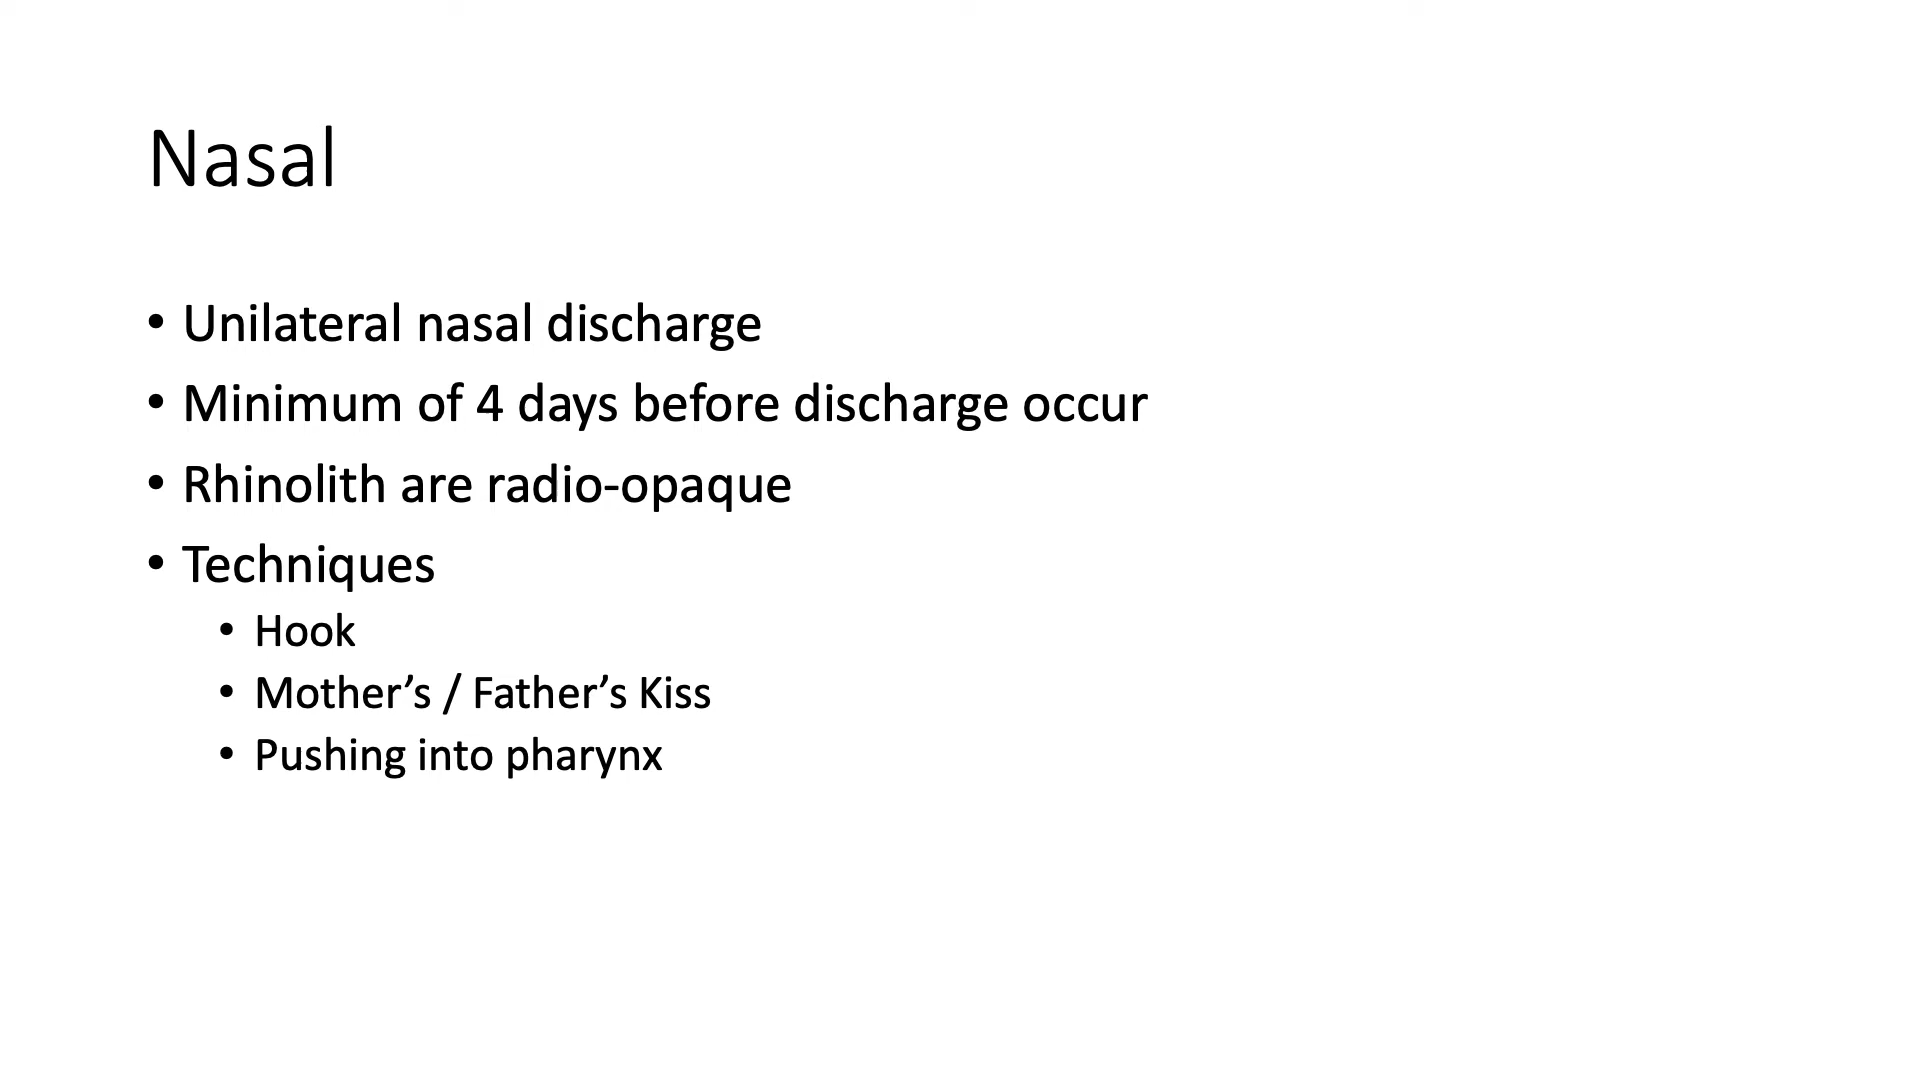 Nasal
• Unilateral nasal discharge
• Minimum of 4 days before discharge occur
• Rhinolith are radio-opaque
• Techniques
• Hook
• Mother’s / Father’s Kiss
• Pushing into pharynx